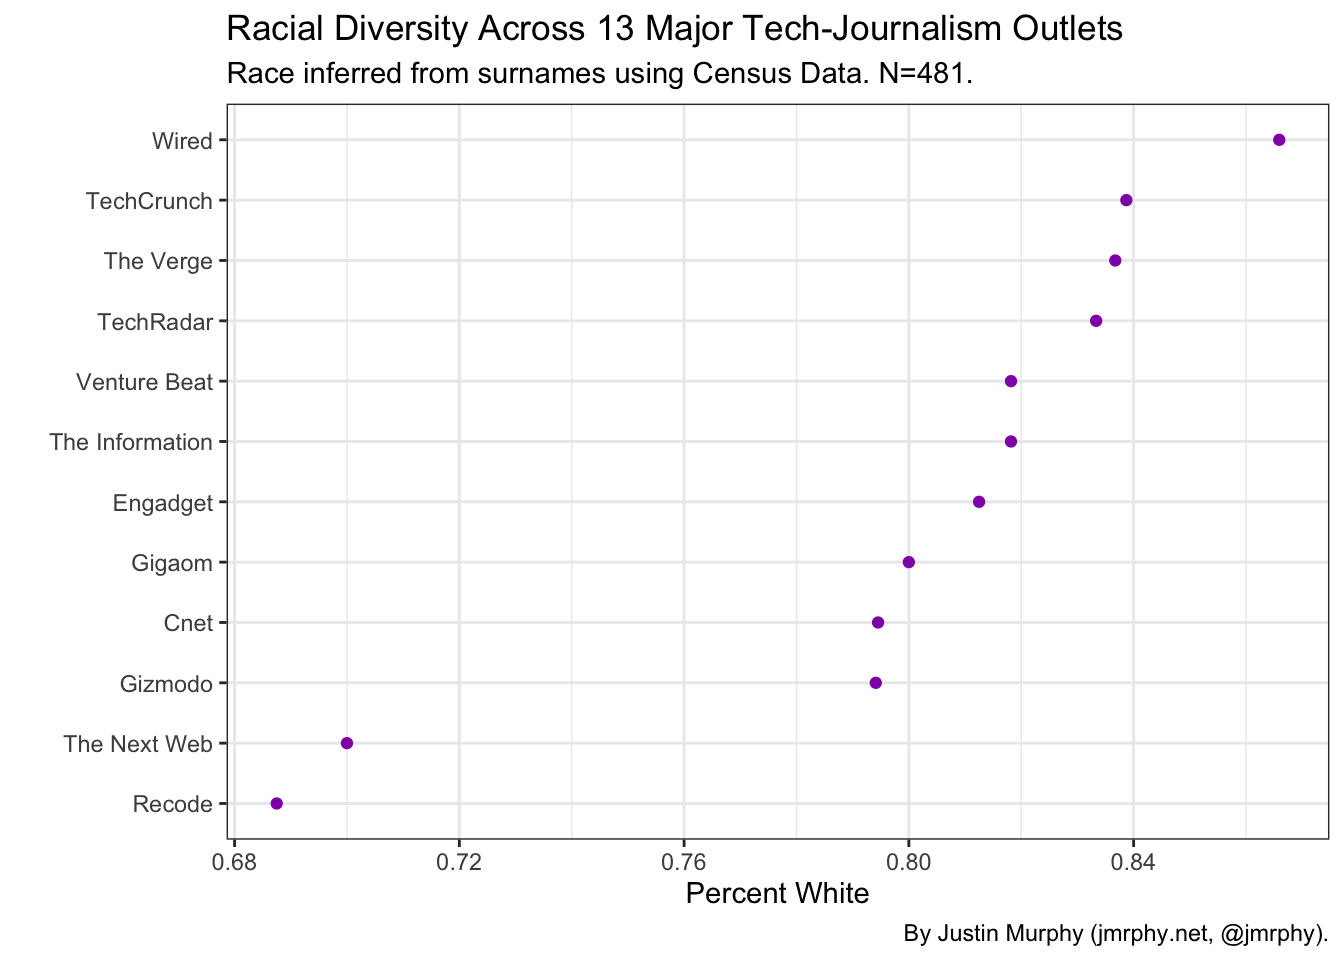 Racial Diversity Across 13 Major Tech-Journalism Outlets
Race inferred from surnames using Census Data. N=481.
Wired
TechCrunch
The Verge
TechRadar
Venture Beat
The Information
Engadget
Gigaom
Cnet
Gizmodo
The Next Web
Recode
0.68 0.72 0.76 0.80 0.84
Percent White
By Justin Murphy (jmrphy.net, @jmrphy).